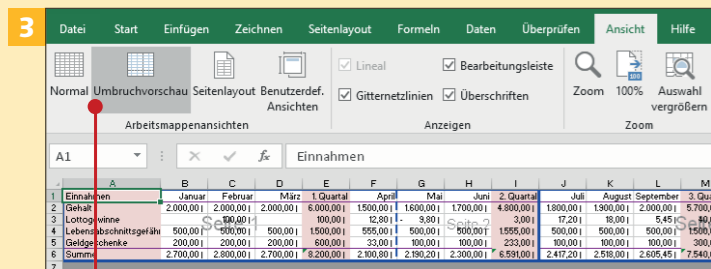 3
Datei Start Einfügen Zeichnen Seitenlayout Formeln Daten Überprüfen Ansicht Hilfe
Normal Umbruchvorschau Seitenlayout Benutzerdef. Ansichten
Arbeitsmappenansichten
Lineal Bearbeitungsleiste
Gitternetzlinien Überschriften
Anzeigen
Zoom 100% Auswahl vergrößern
Zoom
A1 fx Einnahmen
A B C D E F G H I J K L M
1 Einnahmen Januar Februar März 1. Quartal April Mai Juni 2. Quartal Juli August September 3. Qua
2 Gehalt 2.000,00 2.000,00 2.000,00 6.000,00 1.500,00 1.600,00 1.700,00 4.800,00 1.800,00 1.900,00 2.000,00 5.700,
3 Lottogewinne 100,00 100,00 12,80 - 9,80 3,00 17,20 18,00 5,45
4 Lebensabschnittsgefäh 500,00 500,00 500,00 1.500,00 555,00 500,00 500,00 1.555,00 500,00 500,00 500,00 1.500,
5 Geldgeschenke 200,00 200,00 200,00 600,00 33,00 100,00 100,00 233,00 100,00 100,00 100,00 300,
6 Summe 2.700,00 2.800,00 2.700,00 8.200,00 2.100,80 2.190,20 2.300,00 6.591,00 2.417,20 2.518,00 2.605,45 7.540,
7
Seite 1 Seite 2